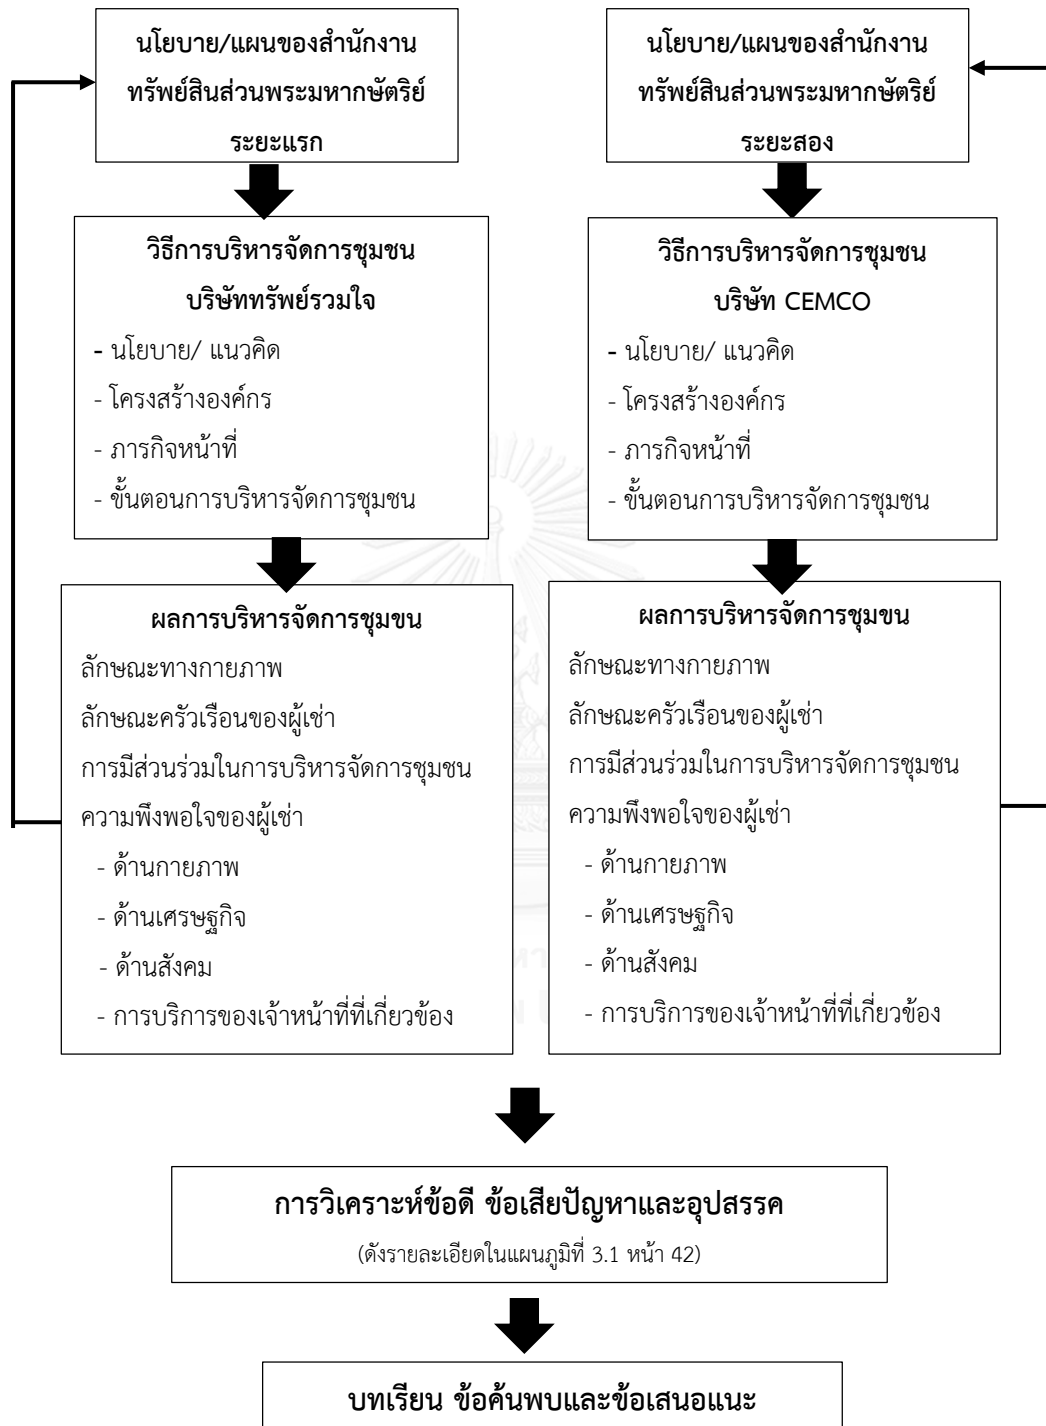 นโยบาย/แผนของสำนักงาน
ทรัพย์สินส่วนพระมหากษัตริย์
ระยะแรก
นโยบาย/แผนของสำนักงาน
ทรัพย์สินส่วนพระมหากษัตริย์
ระยะสอง
วิธีการบริหารจัดการชุมชน
บริษัททรัพย์รวมใจ
- นโยบาย/ แนวคิด
- โครงสร้างองค์กร
- ภารกิจหน้าที่
- ขั้นตอนการบริหารจัดการชุมชน
วิธีการบริหารจัดการชุมชน
บริษัท CEMCO
- นโยบาย/ แนวคิด
- โครงสร้างองค์กร
- ภารกิจหน้าที่
- ขั้นตอนการบริหารจัดการชุมชน
ผลการบริหารจัดการชุมขน
ลักษณะทางกายภาพ
ลักษณะครัวเรือนของผู้เช่า
การมีส่วนร่วมในการบริหารจัดการชุมชน
ความพึงพอใจของผู้เช่า
- ด้านกายภาพ
- ด้านเศรษฐกิจ
- ด้านสังคม
- การบริการของเจ้าหน้าที่ที่เกี่ยวข้อง
ผลการบริหารจัดการชุมขน
ลักษณะทางกายภาพ
ลักษณะครัวเรือนของผู้เช่า
การมีส่วนร่วมในการบริหารจัดการชุมชน
ความพึงพอใจของผู้เช่า
- ด้านกายภาพ
- ด้านเศรษฐกิจ
- ด้านสังคม
- การบริการของเจ้าหน้าที่ที่เกี่ยวข้อง
การวิเคราะห์ข้อดี ข้อเสียปัญหาและอุปสรรค
(ดังรายละเอียดในแผนภูมิที่ 3.1 หน้า 42)
บทเรียน ข้อค้นพบและข้อเสนอแนะ